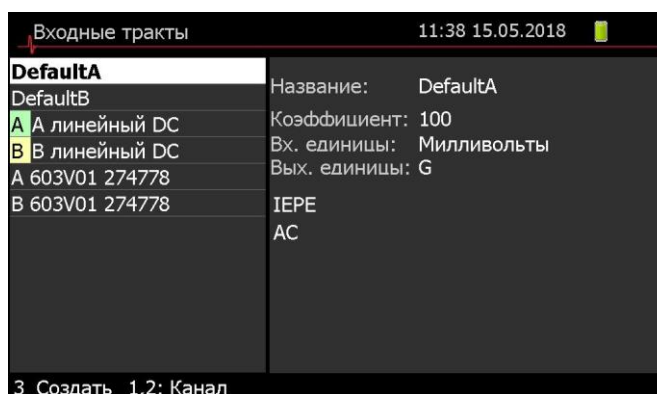 Входные тракты 11:38 15.05.2018
DefaultA
DefaultB
A A линейный DC
B B линейный DC
A 603V01 274778
B 603V01 274778
Название: DefaultA
Коэффициент: 100
Вх. единицы: Милливольты
Вых. единицы: G
IEPE
AC
3 Создать 1,2: Канал